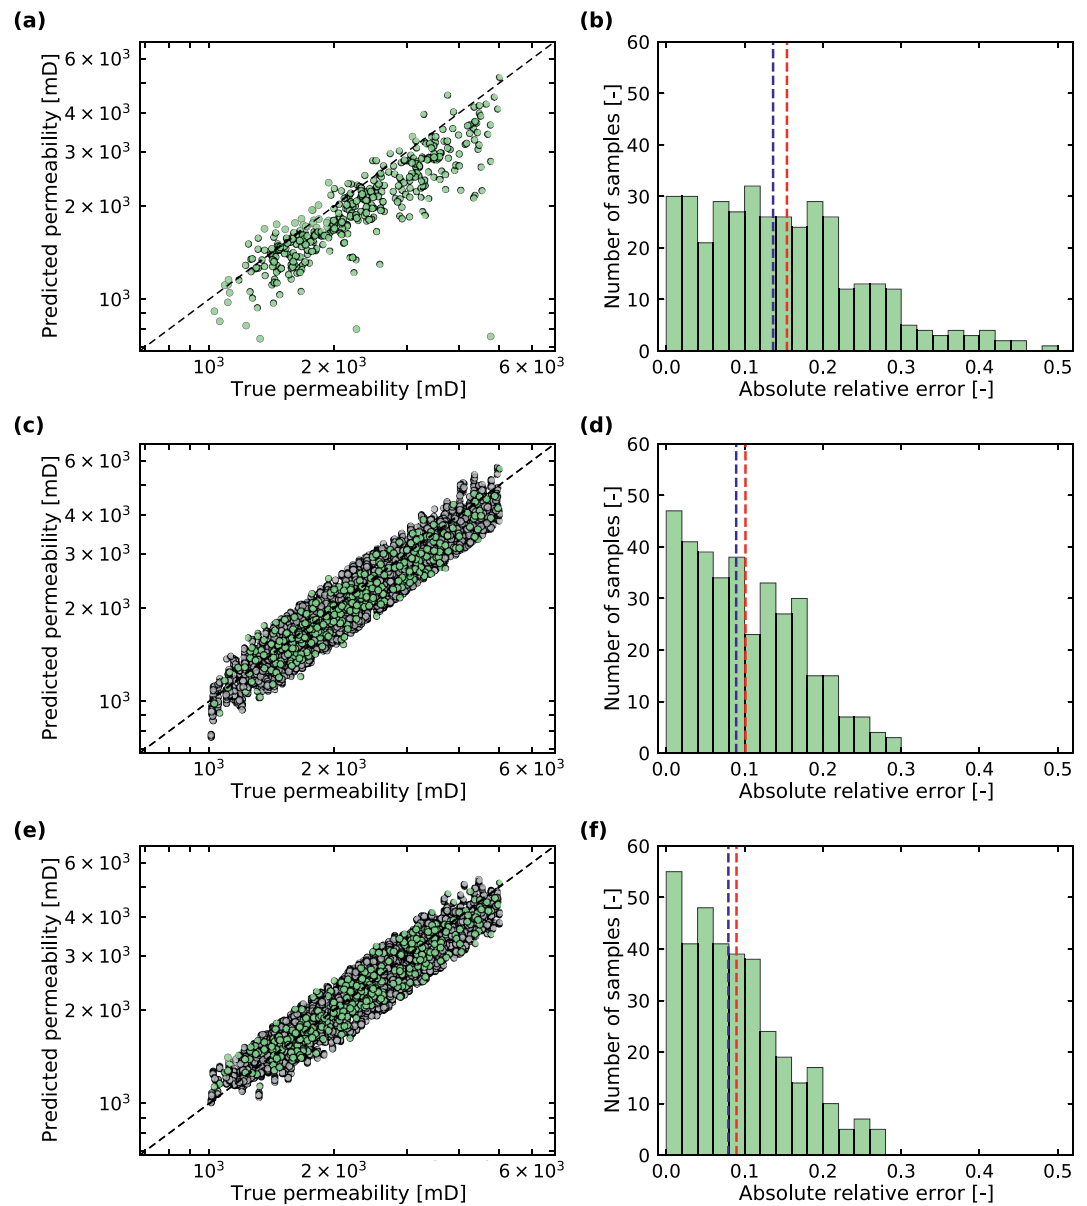 (a)
Predicted permeability [mD]
6 × 10³
4 × 10³
3 × 10³
2 × 10³
10³
10³
2 × 10³
6 × 10³
True permeability [mD]
(b)
Number of samples [-]
60
50
40
30
20
10
0
0.0
0.1
0.2
0.3
0.4
0.5
Absolute relative error [-]
(c)
Predicted permeability [mD]
6 × 10³
4 × 10³
3 × 10³
2 × 10³
10³
10³
2 × 10³
6 × 10³
True permeability [mD]
(d)
Number of samples [-]
60
50
40
30
20
10
0
0.0
0.1
0.2
0.3
0.4
0.5
Absolute relative error [-]
(e)
Predicted permeability [mD]
6 × 10³
4 × 10³
3 × 10³
2 × 10³
10³
10³
2 × 10³
6 × 10³
True permeability [mD]
(f)
Number of samples [-]
60
50
40
30
20
10
0
0.0
0.1
0.2
0.3
0.4
0.5
Absolute relative error [-]